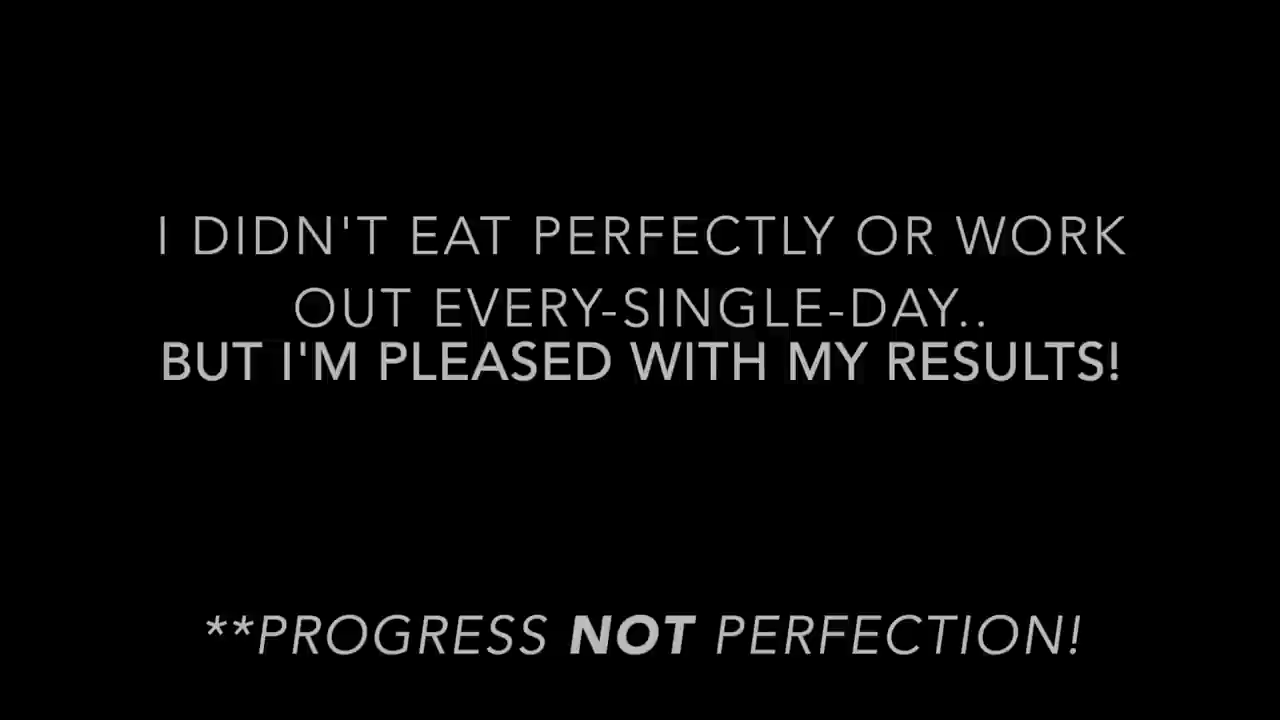 I DIDN'T EAT PERFECTLY OR WORK
OUT EVERY-SINGLE-DAY..
BUT I'M PLEASED WITH MY RESULTS!
**PROGRESS NOT PERFECTION!